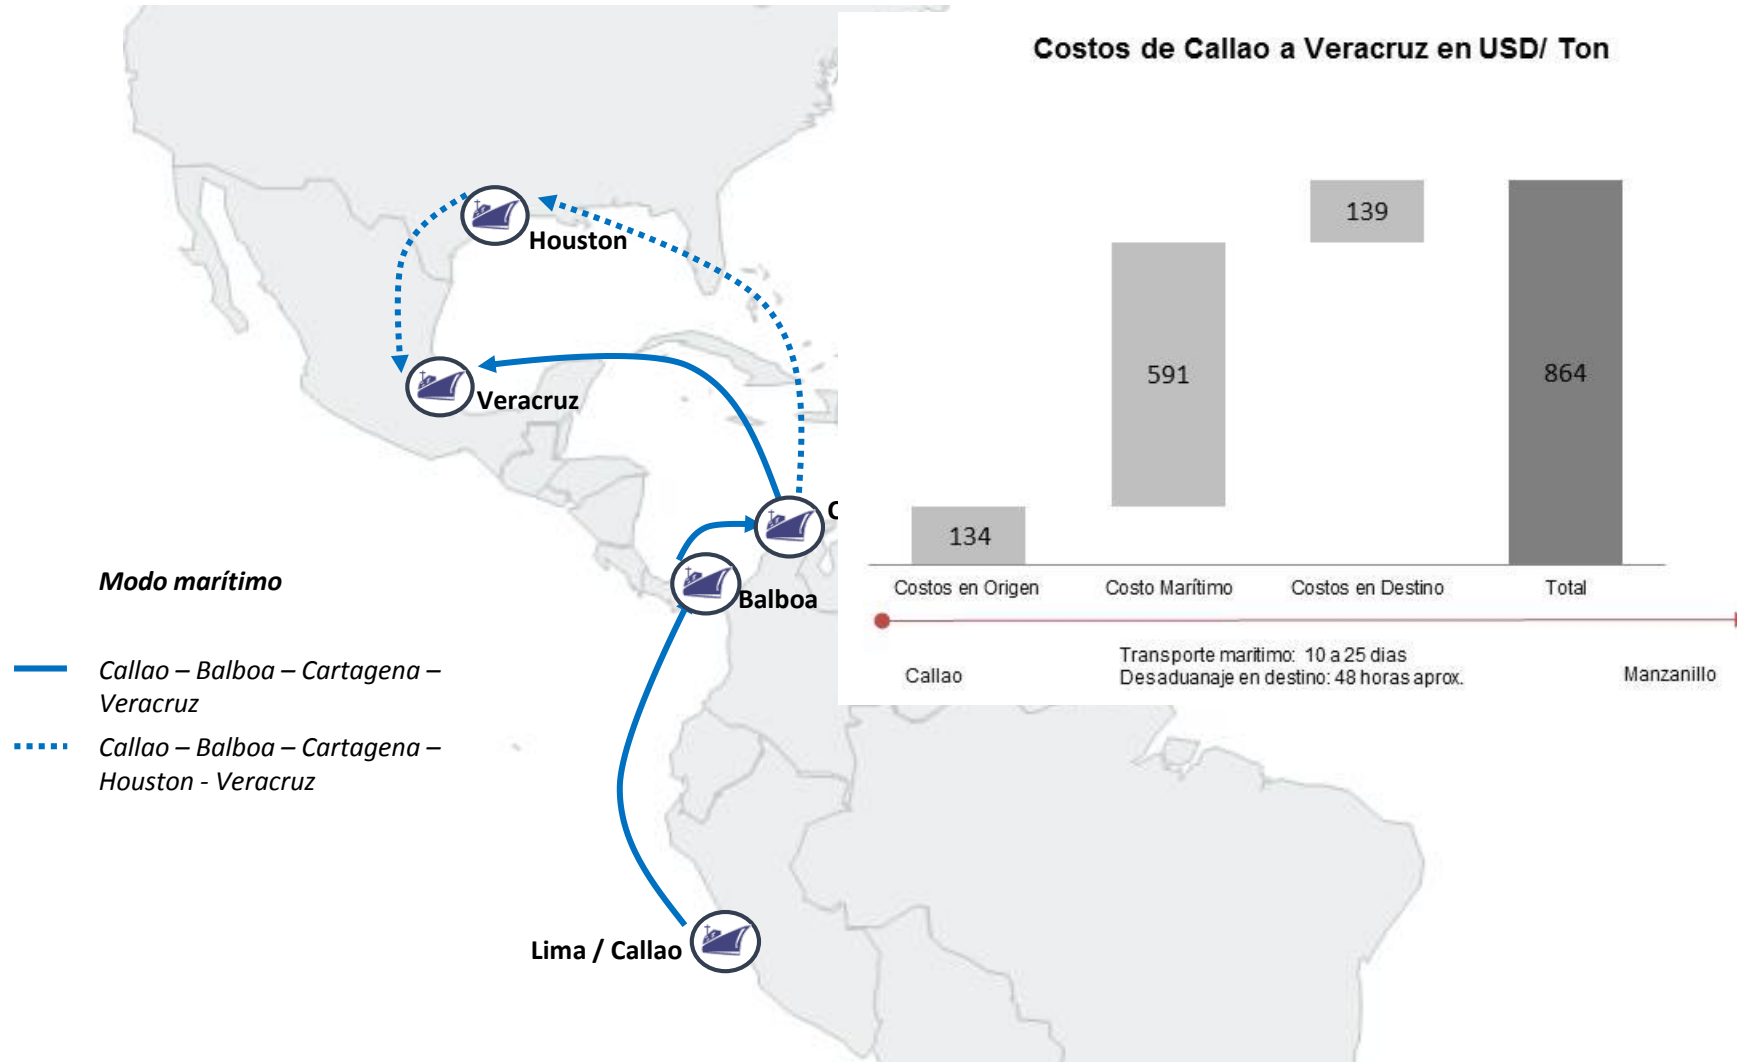 Costos de Callao a Veracruz en USD/ Ton
139
591
864
134
Costos en Origen
Costo Marítimo
Costos en Destino
Total
Transporte marítimo: 10 a 25 dias
Desaduanaje en destino: 48 horas aprox.
Callao
Manzanillo
Houston
Veracruz
C
Balboa
Lima / Callao
Modo marítimo
Callao – Balboa – Cartagena –
Veracruz
Callao – Balboa – Cartagena –
Houston - Veracruz